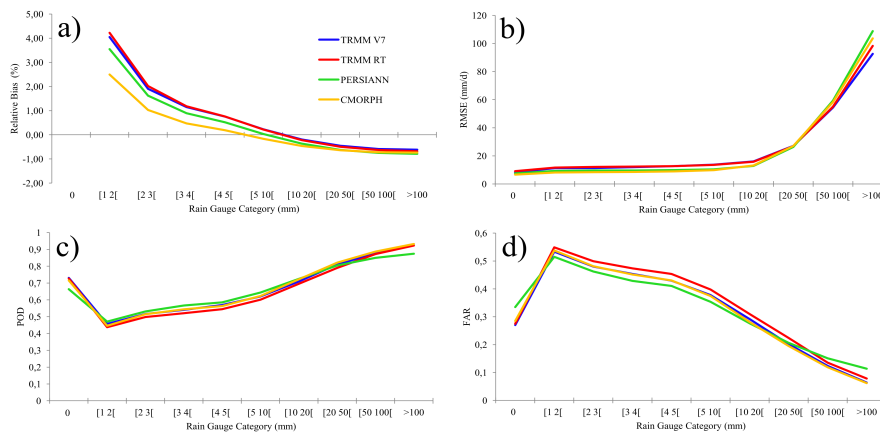 a)
5,00
4,00
3,00
2,00
1,00
0,00
-1,00
-2,00
Relative Bias (%)
TRMM V7
TRMM RT
PERSIANN
CMORPH
0 [1 2[ [2 3[ [3 4[ [4 5[ [5 10[ [10 20[ [20 50[ [50 100[ >100
Rain Gauge Category (mm)
b)
120
100
80
60
40
20
0
RMSE (mm/d)
0 [1 2[ [2 3[ [3 4[ [4 5[ [5 10[ [10 20[ [20 50[ [50 100[ >100
Rain Gauge Category (mm)
c)
1
0,9
0,8
0,7
0,6
0,5
0,4
0,3
0,2
0,1
0
POD
0 [1 2[ [2 3[ [3 4[ [4 5[ [5 10[ [10 20[ [20 50[ [50 100[ >100
Rain Gauge Category (mm)
d)
0,6
0,5
0,4
0,3
0,2
0,1
0
FAR
0 [1 2[ [2 3[ [3 4[ [4 5[ [5 10[ [10 20[ [20 50[ [50 100[ >100
Rain Gauge Category (mm)